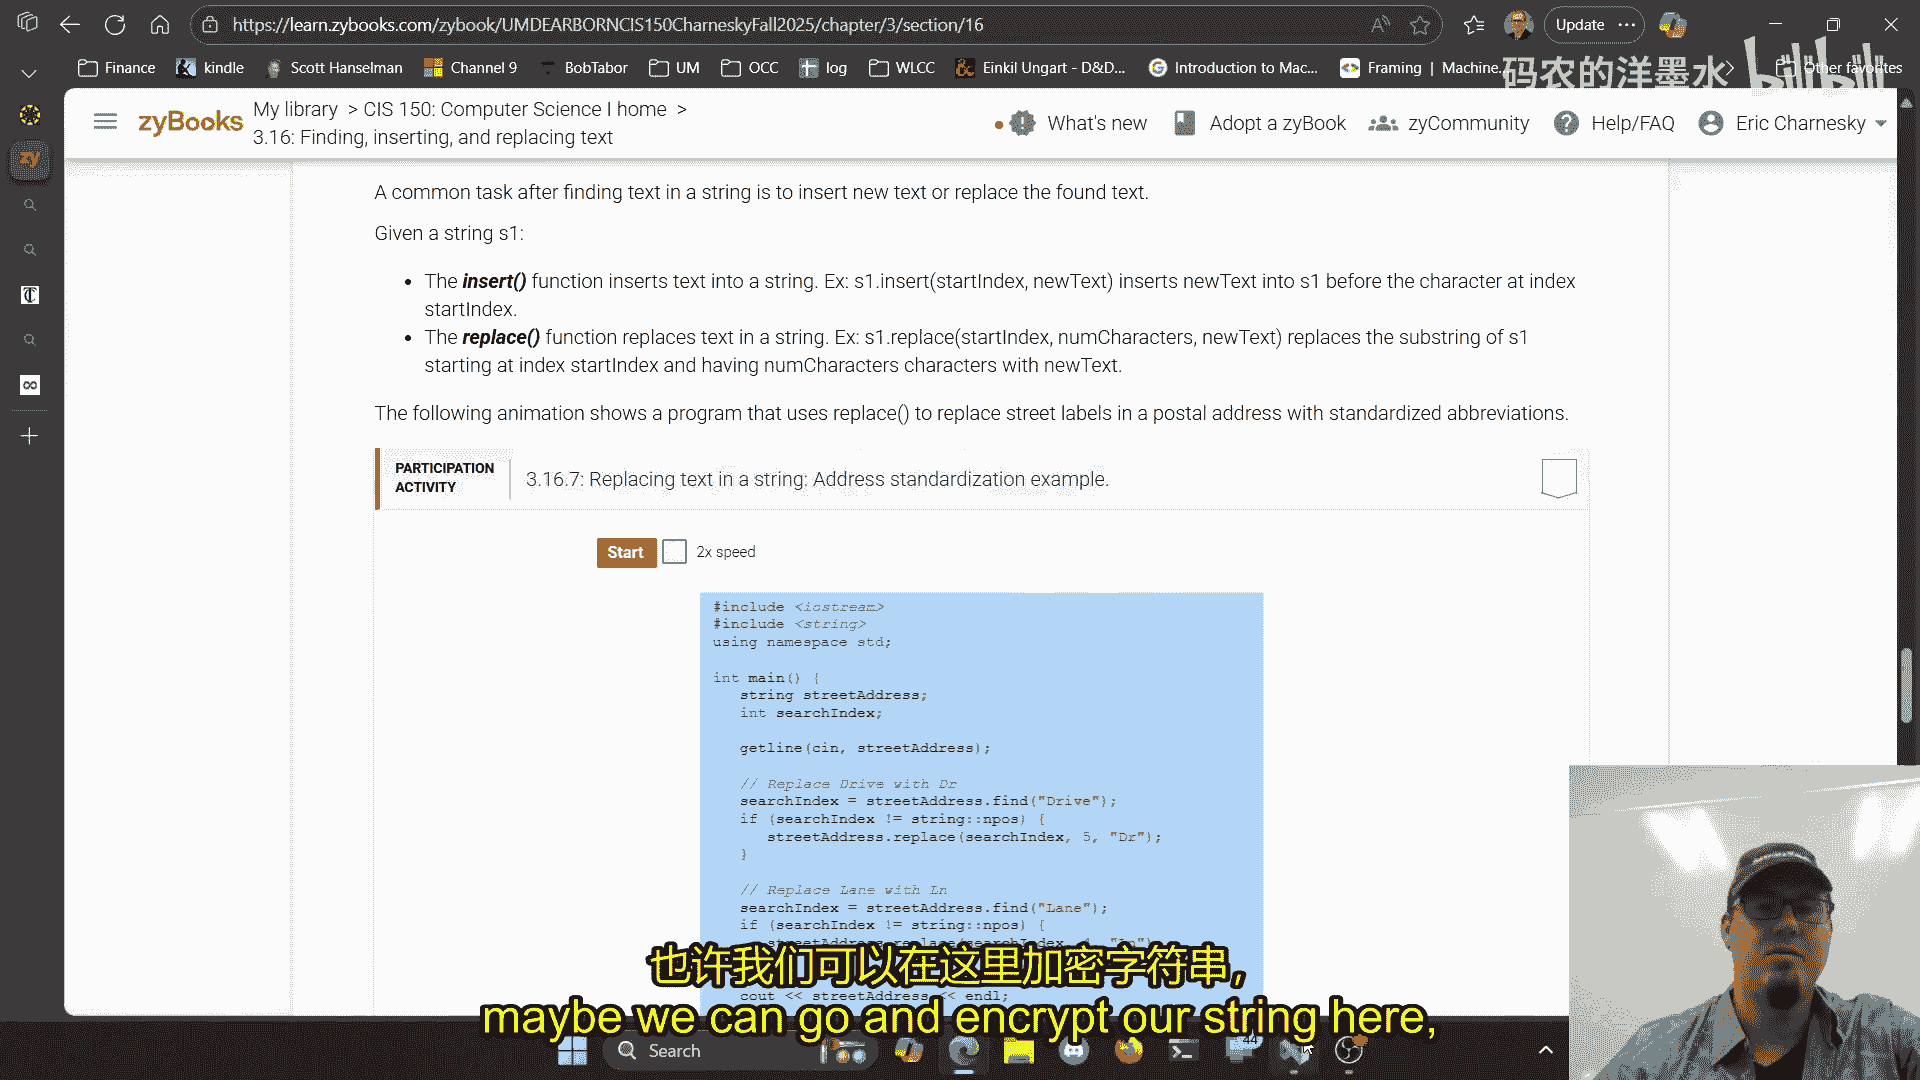 https://learn.zybooks.com/zybook/UMDEARBORNCIS150CharneskyFall2025/chapter/3/section/16
Update
Finance
kindle
Scott Hanselman
Channel 9
BobTabor
UM
OCC
log
WLCC
Einkil Ungart - D&D...
Introduction to Mac...
Framing | Machine...
Other favorites
码农的洋墨水
bilibili
zyBooks
My library > CIS 150: Computer Science I home >
3.16: Finding, inserting, and replacing text
What's new
Adopt a zyBook
zyCommunity
Help/FAQ
Eric Charnesky
zy
A common task after finding text in a string is to insert new text or replace the found text.
Given a string s1:
• The insert() function inserts text into a string. Ex: s1.insert(startIndex, newText) inserts newText into s1 before the character at index
startIndex.
• The replace() function replaces text in a string. Ex: s1.replace(startIndex, numCharacters, newText) replaces the substring of s1
starting at index startIndex and having numCharacters characters with newText.
The following animation shows a program that uses replace() to replace street labels in a postal address with standardized abbreviations.
PARTICIPATION
ACTIVITY
3.16.7: Replacing text in a string: Address standardization example.
Start
2x speed
#include <iostream>
#include <string>
using namespace std;
int main() {
string streetAddress;
int searchIndex;
getline(cin, streetAddress);
// Replace Drive with Dr
searchIndex = streetAddress.find("Drive");
if (searchIndex != string::npos) {
streetAddress.replace(searchIndex, 5, "Dr");
}
// Replace Lane with Ln
searchIndex = streetAddress.find("Lane");
if (searchIndex != string::npos) {
也许我们可以在这里加密字符串,
cout << streetAddress << endl;
maybe we can go and encrypt our string here,
Search
44